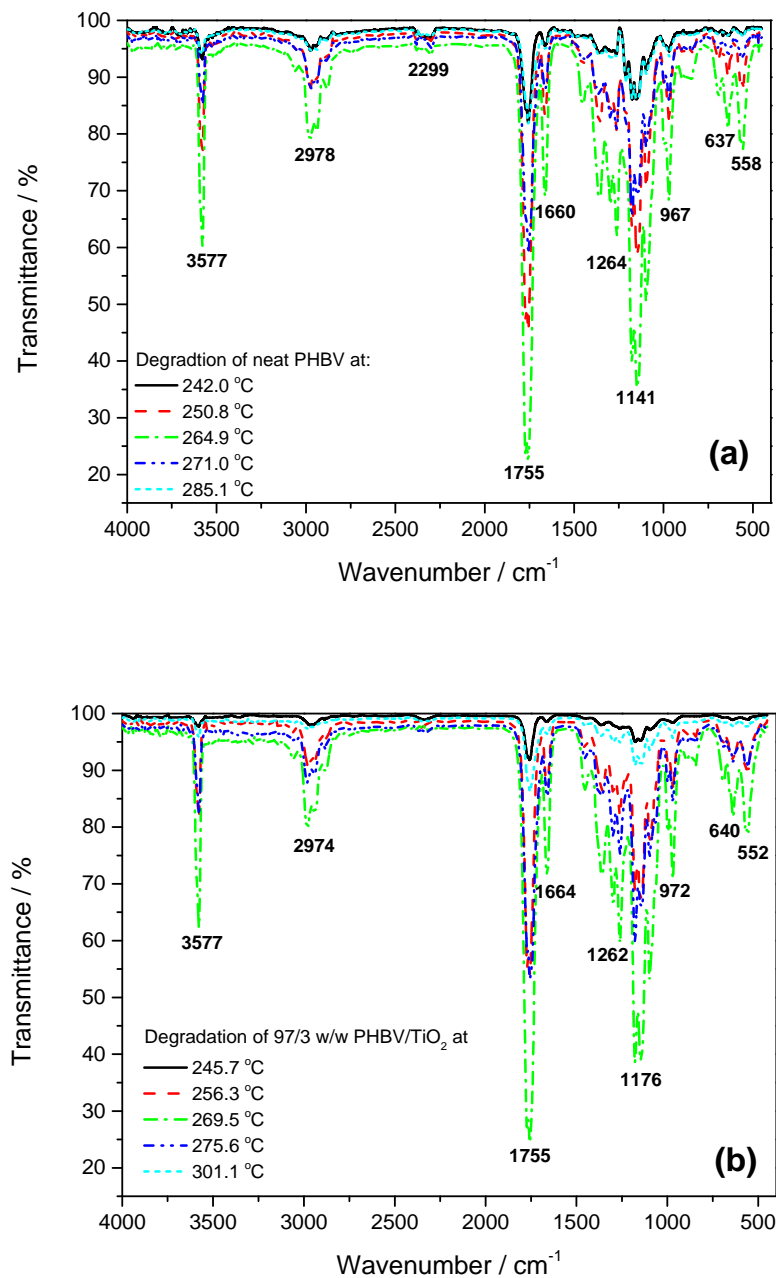 100
90
80
70
60
50
40
30
20
Transmittance / %
2299
2978
3577
1660
637
558
967
1264
1141
1755
Degradtion of neat PHBV at:
242.0 °C
250.8 °C
264.9 °C
271.0 °C
285.1 °C
(a)
4000 3500 3000 2500 2000 1500 1000 500
Wavenumber / cm⁻¹
100
90
80
70
60
50
40
30
20
Transmittance / %
2974
3577
1664
640
552
972
1262
1176
1755
Degradation of 97/3 w/w PHBV/TiO₂ at
245.7 °C
256.3 °C
269.5 °C
275.6 °C
301.1 °C
(b)
4000 3500 3000 2500 2000 1500 1000 500
Wavenumber / cm⁻¹